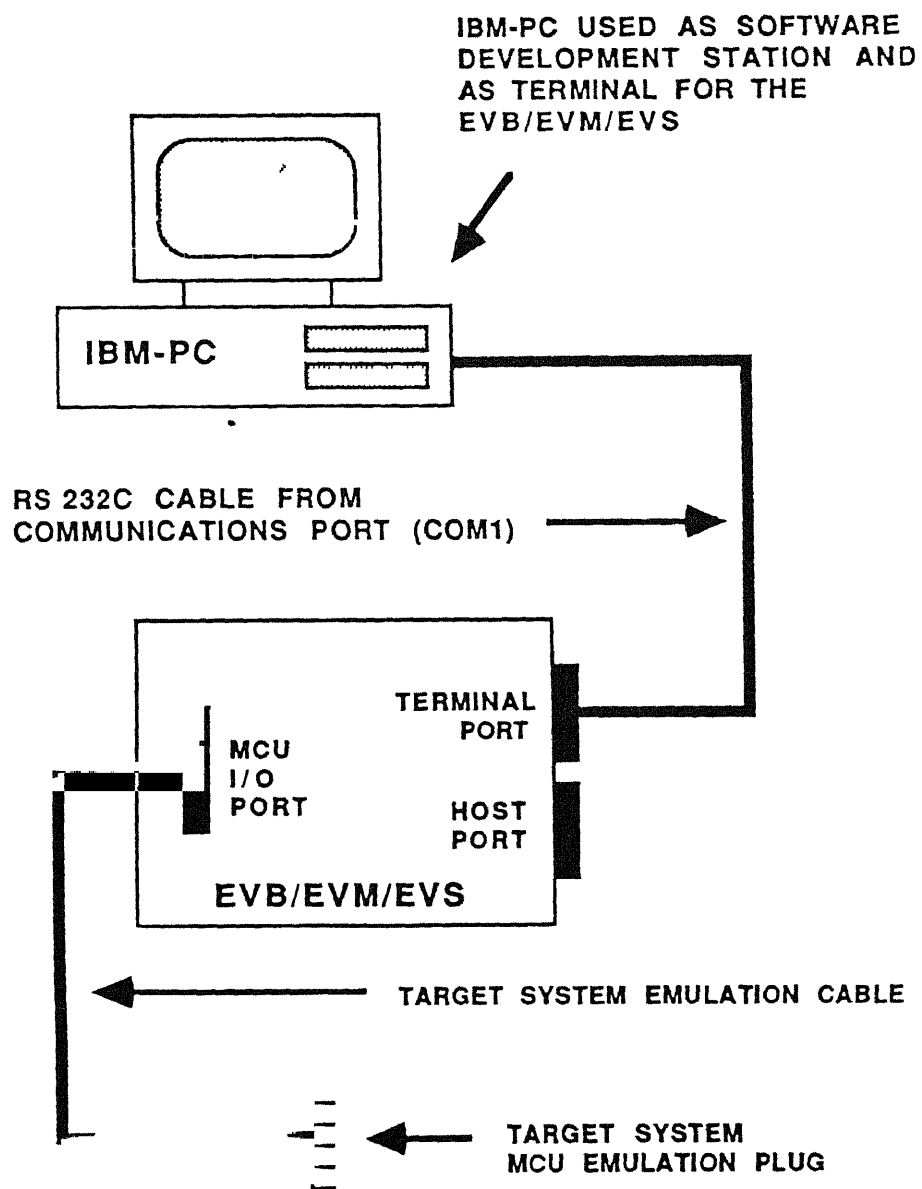 IBM-PC USED AS SOFTWARE
DEVELOPMENT STATION AND
AS TERMINAL FOR THE
EVB/EVM/EVS
IBM-PC
RS 232C CABLE FROM
COMMUNICATIONS PORT (COM1)
TERMINAL
PORT
MCU
I/O
PORT
HOST
PORT
EVB/EVM/EVS
TARGET SYSTEM EMULATION CABLE
TARGET SYSTEM
MCU EMULATION PLUG